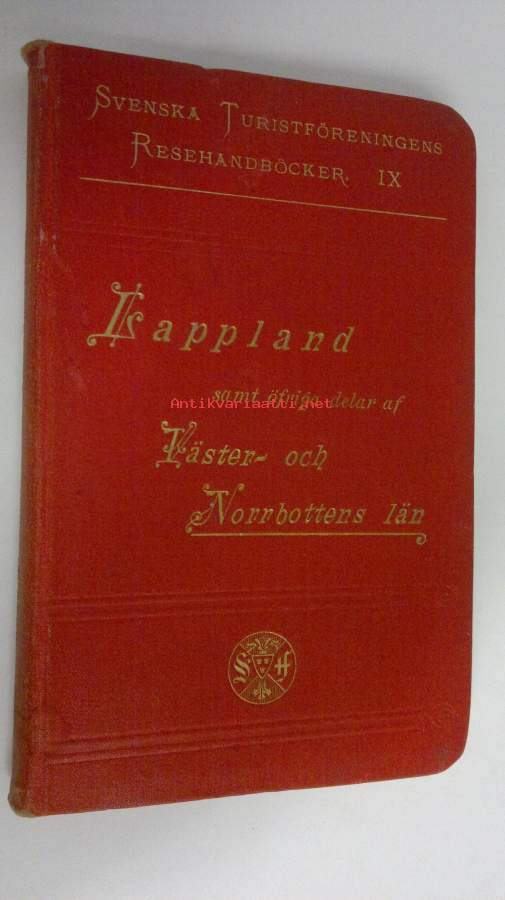 SVENSKA TURISTFÖRENINGENS
RESEHANDBÖCKER. IX
Lappland
samt öfriga delar af
Antikvariaatti.net
Väster- och
Norrbottens län
S T F